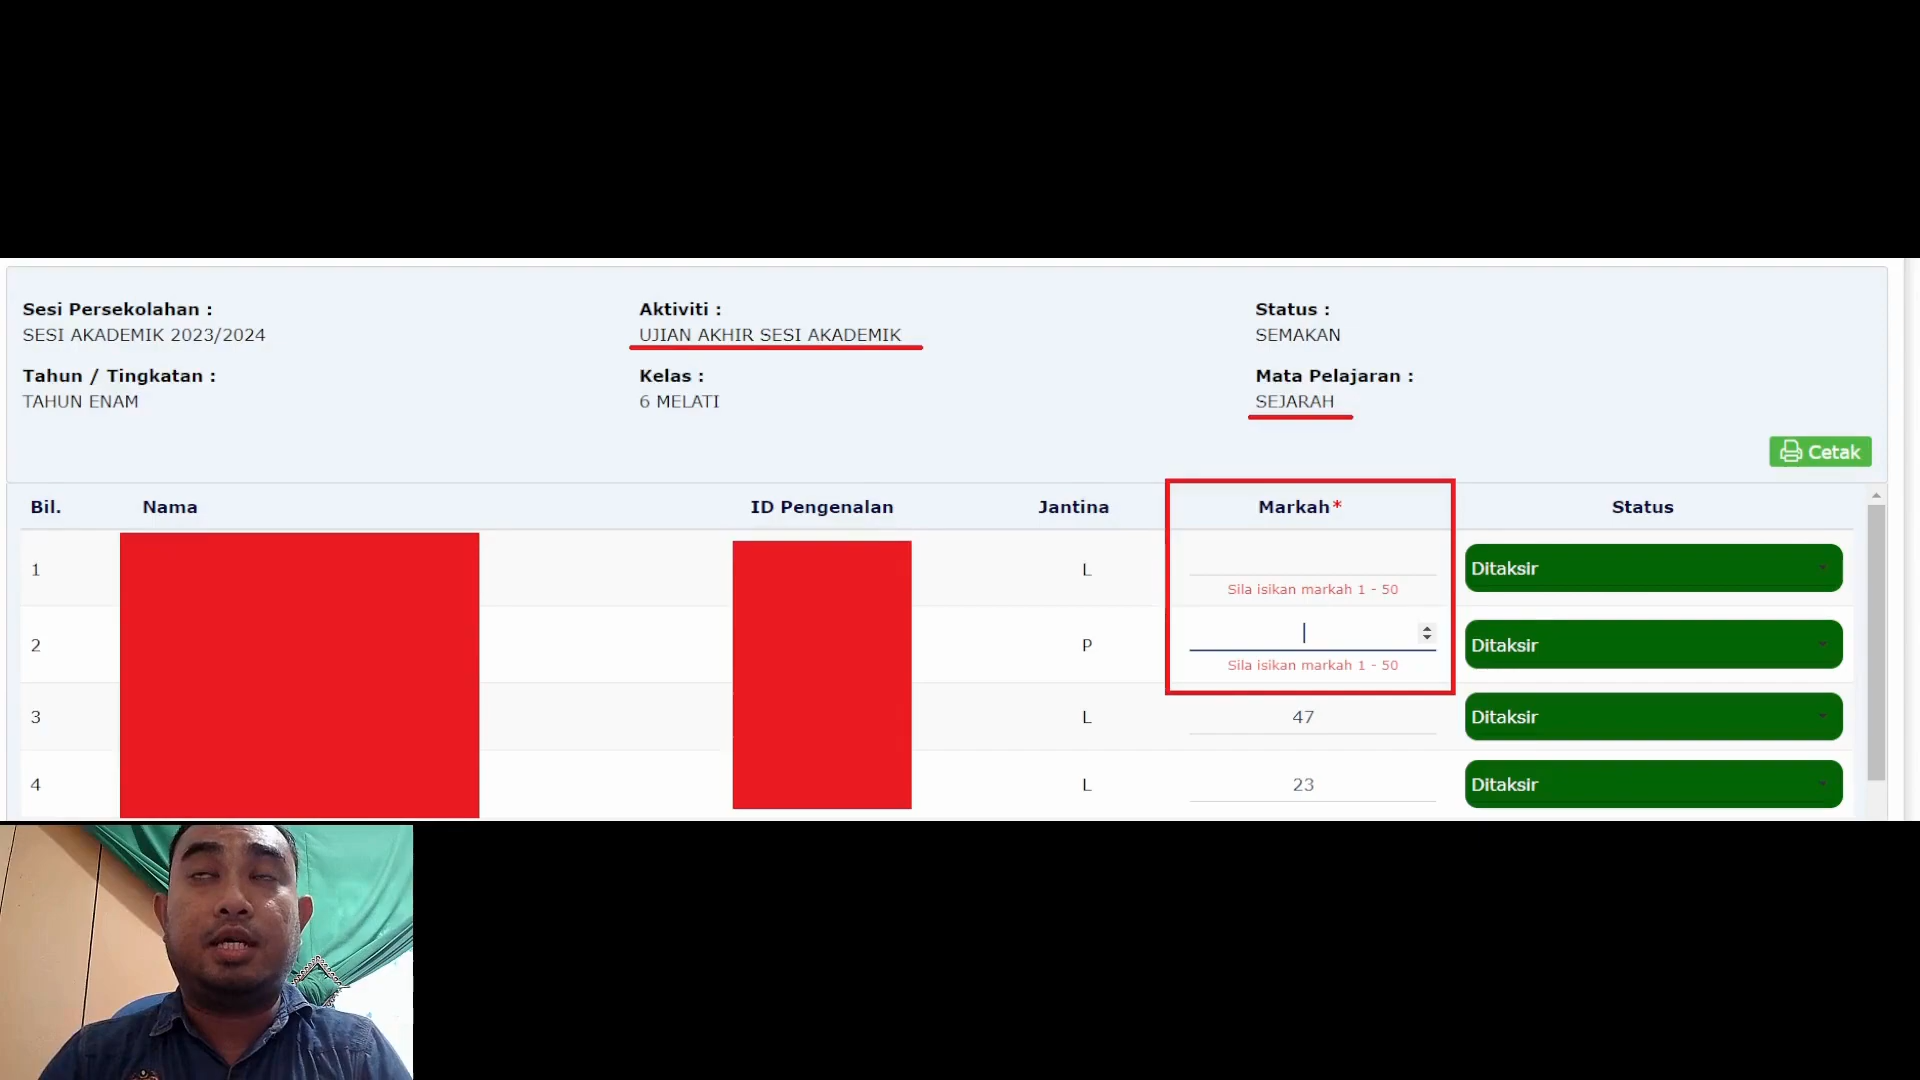 Sesi Persekolahan :
SESI AKADEMIK 2023/2024
Aktiviti :
UJIAN AKHIR SESI AKADEMIK
Status :
SEMAKAN
Tahun / Tingkatan :
TAHUN ENAM
Kelas :
6 MELATI
Mata Pelajaran :
SEJARAH
Cetak
Bil. Nama ID Pengenalan Jantina Markah* Status
1 L Ditaksir
Sila isikan markah 1 - 50
2 P Ditaksir
Sila isikan markah 1 - 50
3 L 47 Ditaksir
4 L 23 Ditaksir